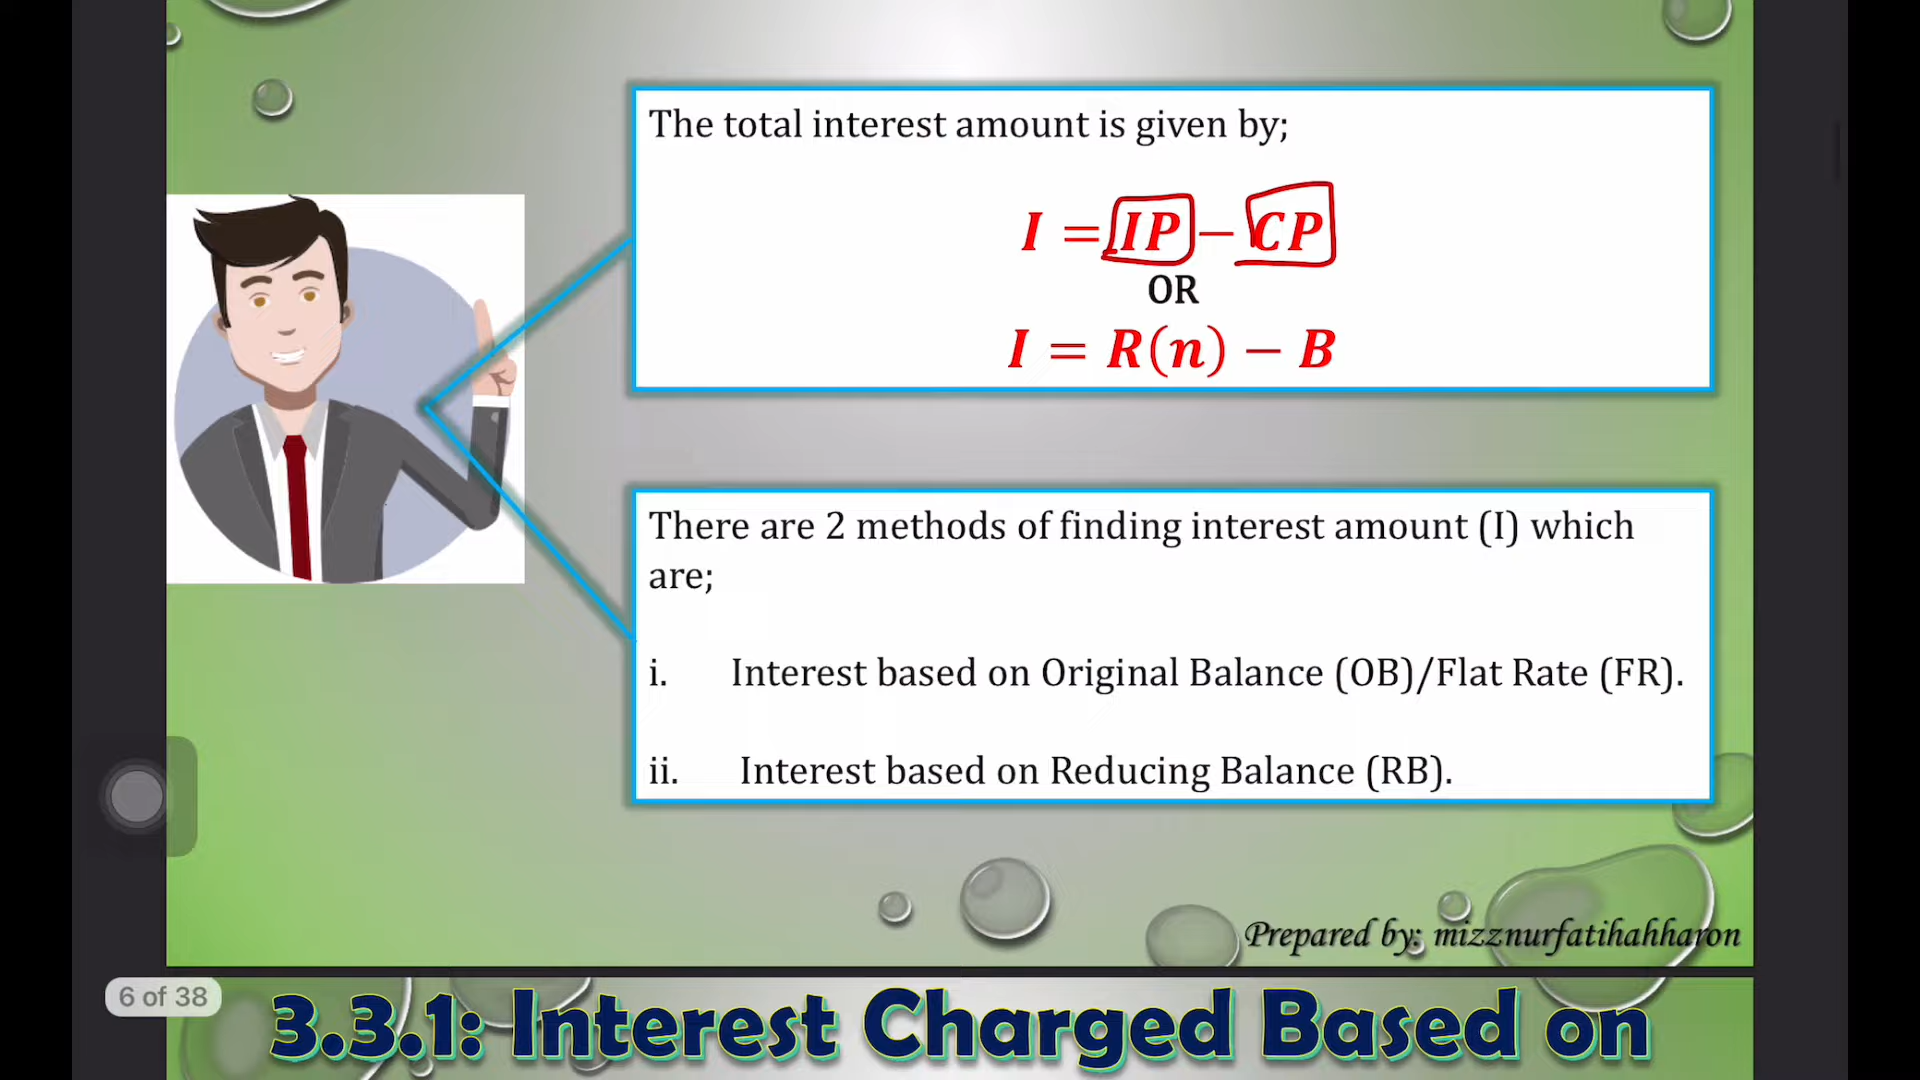 The total interest amount is given by;
I = IP − CP
OR
I = R(n) − B
There are 2 methods of finding interest amount (I) which
are;
i. Interest based on Original Balance (OB)/Flat Rate (FR).
ii. Interest based on Reducing Balance (RB).
Prepared by: mizznurfatihahharon
6 of 38
3.3.1: Interest Charged Based on